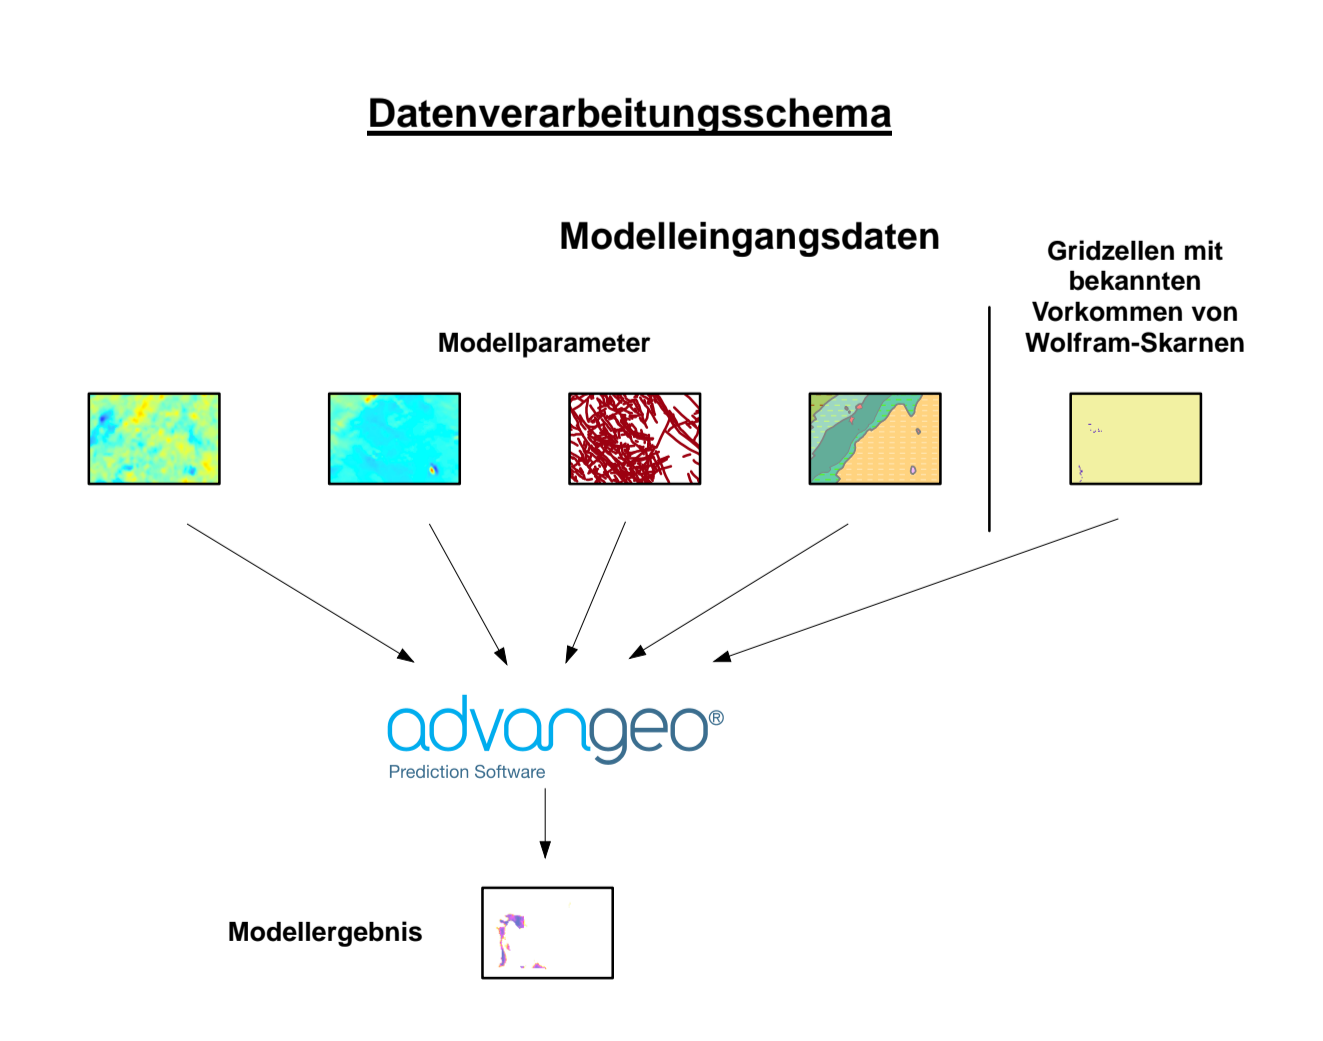 Datenverarbeitungsschema
Modelleingangsdaten
Gridzellen mit
bekannten
Vorkommen von
Wolfram-Skarnen
Modellparameter
advangeo®
Prediction Software
Modellergebnis